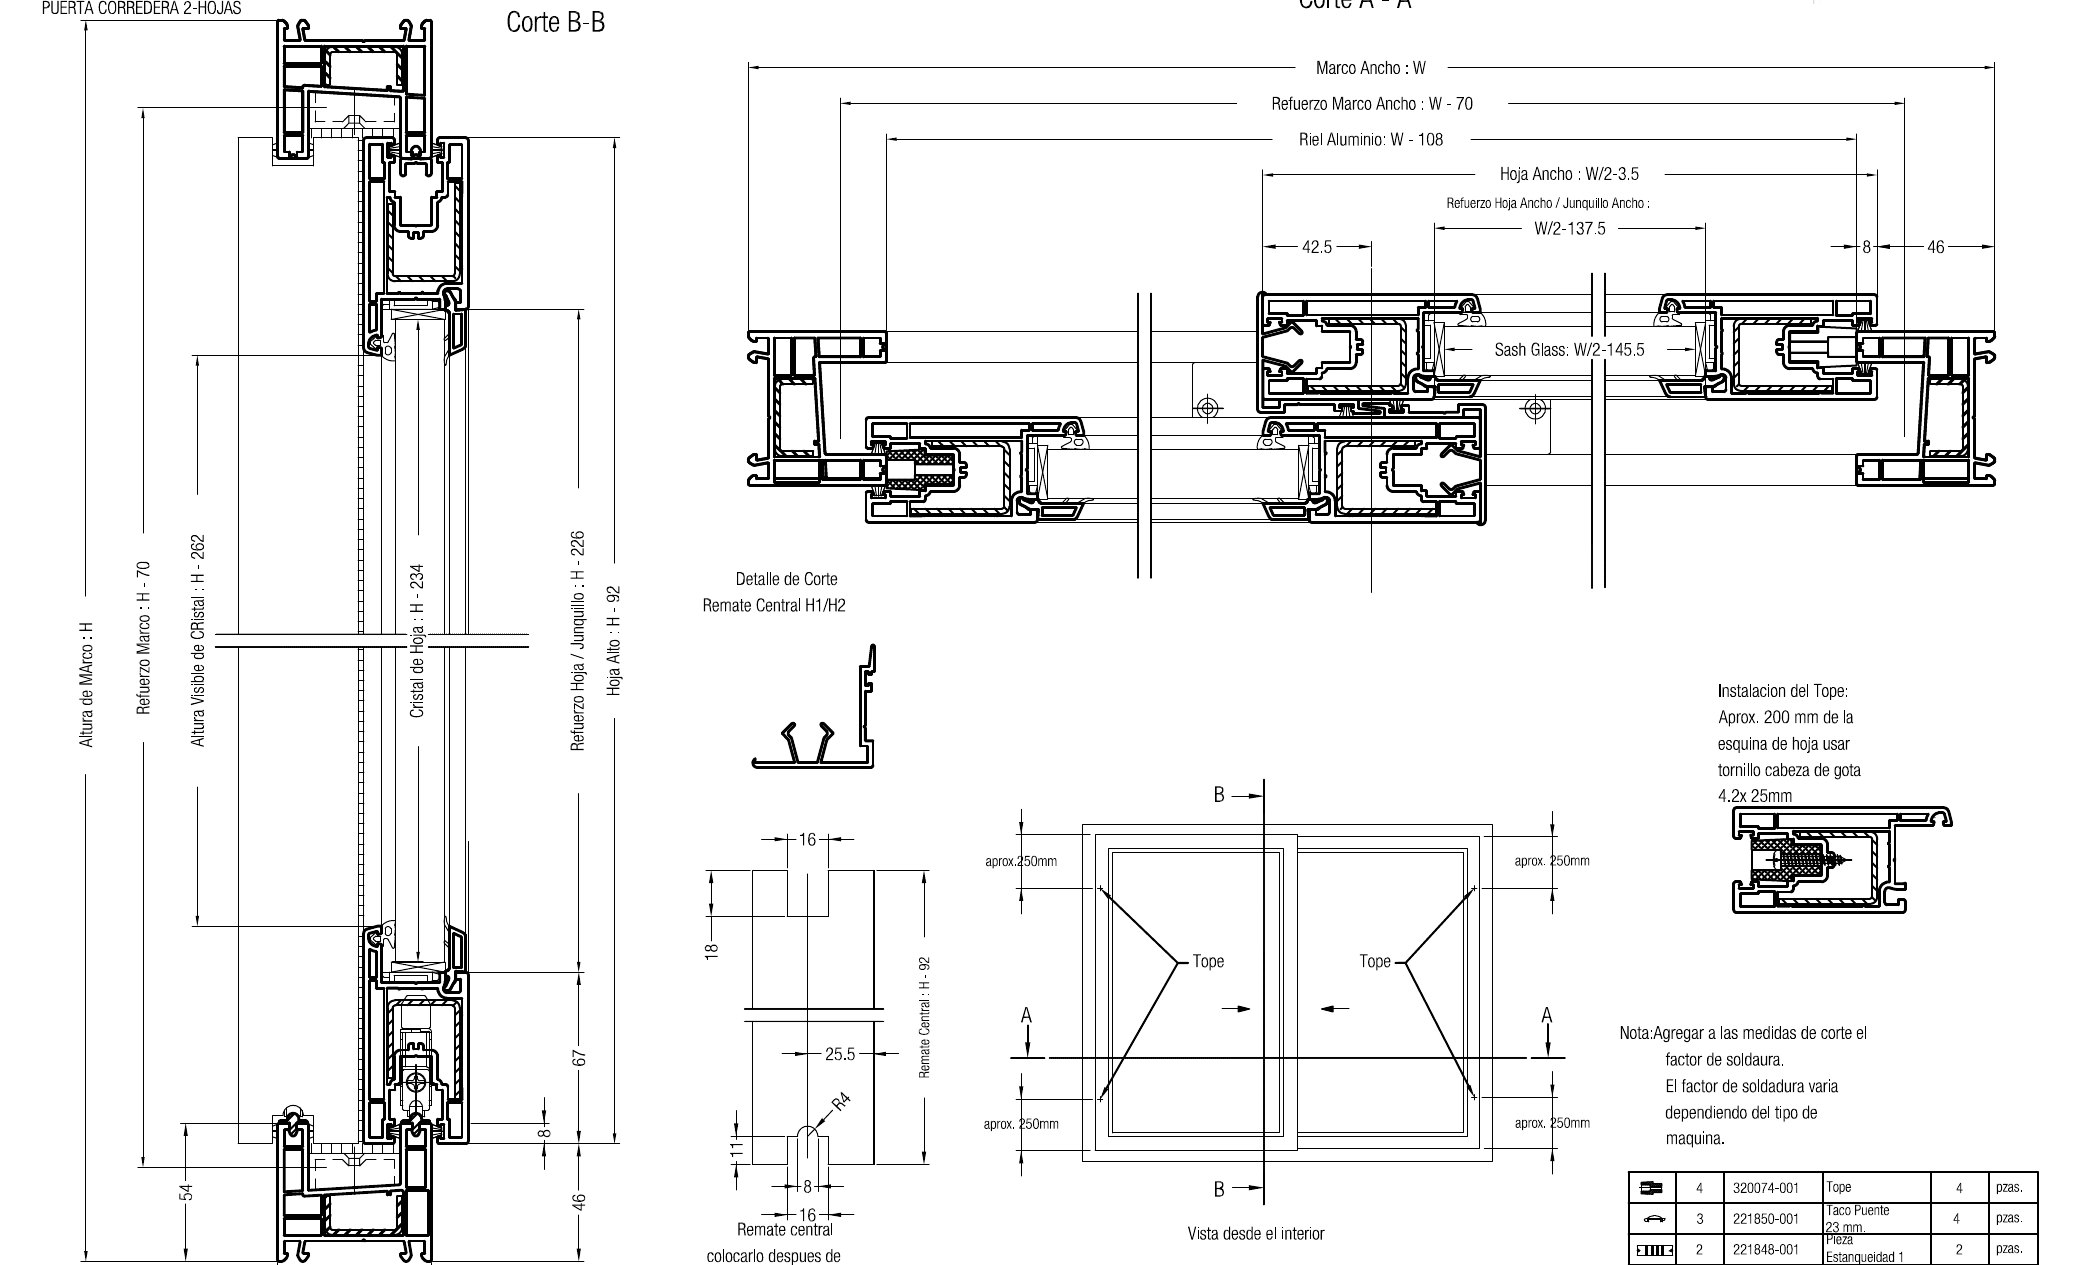 PUERTA CORREDERA 2-HOJAS
Corte B-B
Corte A - A
Marco Ancho : W
Refuerzo Marco Ancho : W - 70
Riel Aluminio: W - 108
Hoja Ancho : W/2-3.5
Refuerzo Hoja Ancho / Junquillo Ancho :
W/2-137.5
42.5
8
46
Sash Glass: W/2-145.5
Altura de MArco : H
Refuerzo Marco : H - 70
Altura Visible de CRistal : H - 262
Cristal de Hoja : H - 234
Refuerzo Hoja / Junquillo : H - 226
Hoja Alto : H - 92
67
8
46
54
Detalle de Corte
Remate Central H1/H2
16
18
25.5
Remate Central : H - 92
R4
11
8
16
Remate central
colocarlo despues de
B
aprox.250mm
aprox. 250mm
Tope
Tope
A
A
aprox. 250mm
aprox. 250mm
B
Vista desde el interior
Instalacion del Tope:
Aprox. 200 mm de la
esquina de hoja usar
tornillo cabeza de gota
4.2x 25mm
Nota:Agregar a las medidas de corte el
factor de soldaura.
El factor de soldadura varia
dependiendo del tipo de
maquina.
4 320074-001 Tope 4 pzas.
3 221850-001 Taco Puente 23 mm. 4 pzas.
2 221848-001 Pieza Estanqueidad 1 2 pzas.